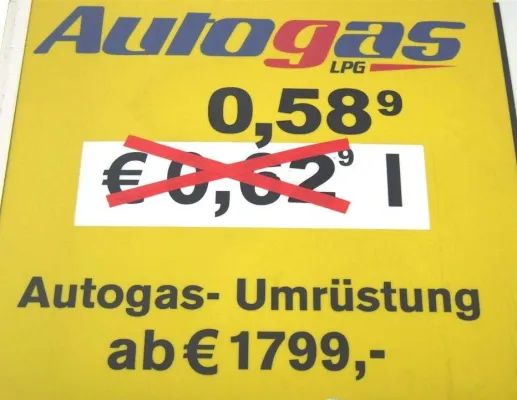 Autogas
LPG
0,58⁹
€ 0,62⁹ l
Autogas- Umrüstung
ab € 1799,-